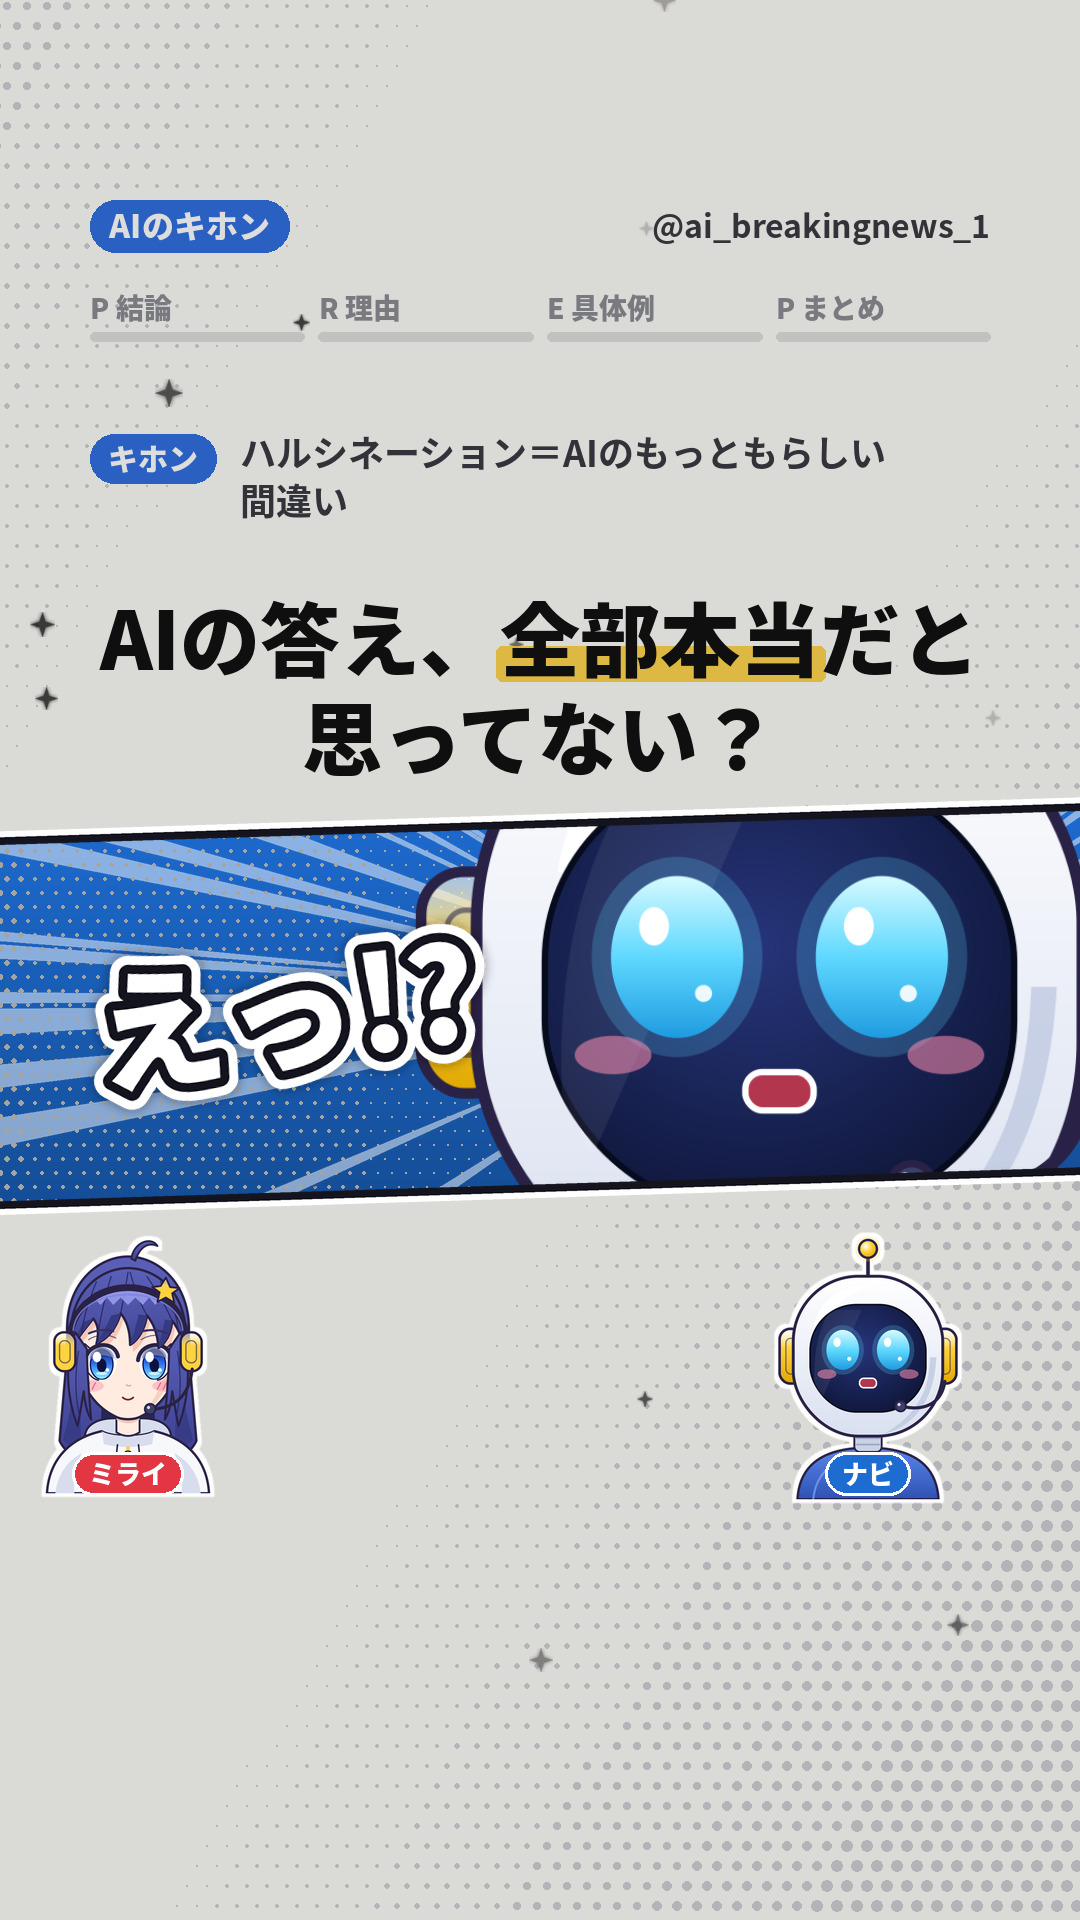 AIのキホン
@ai_breakingnews_1
P 結論
R 理由
E 具体例
P まとめ
キホン
ハルシネーション＝AIのもっともらしい
間違い
AIの答え、全部本当だと
思ってない？
えっ!?
ミライ
ナビ